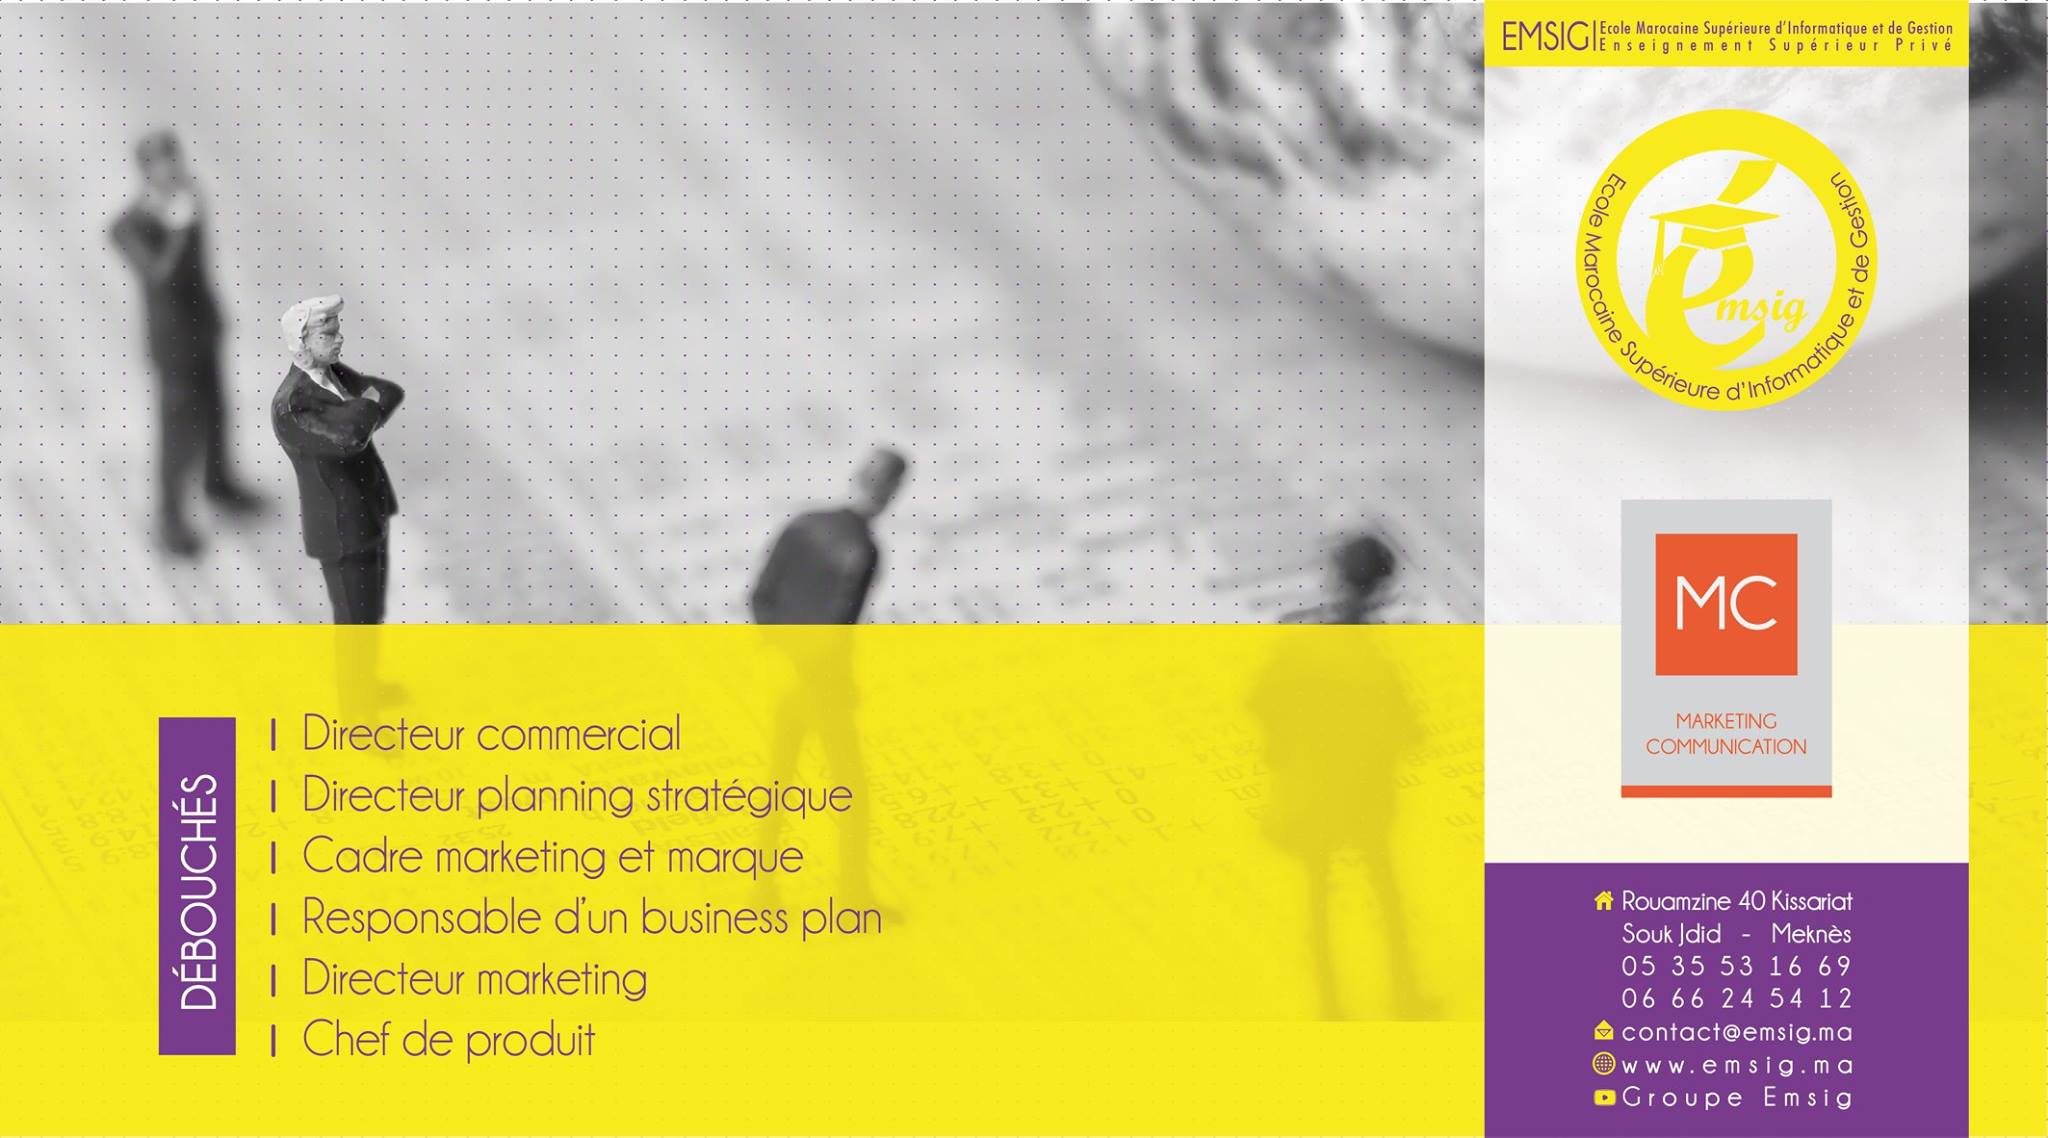 EMSIG
Ecole Marocaine Supérieure d'Informatique et de Gestion
Enseignement Supérieur Privé
Ecole Marocaine Supérieure d'Informatique et de Gestion
émsig
MC
MARKETING
COMMUNICATION
DÉBOUCHÉS
Directeur commercial
Directeur planning stratégique
Cadre marketing et marque
Responsable d'un business plan
Directeur marketing
Chef de produit
Rouamzine 40 Kissariat
Souk Jdid - Meknès
05 35 53 16 69
06 66 24 54 12
contact@emsig.ma
www.emsig.ma
Groupe Emsig